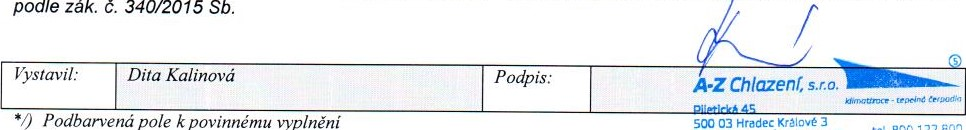 podle zák. č. 340/2015 Sb.
Vystavil: Dita Kalinová Podpis:
A-Z Chlazení, s.r.o.
klimatizace - tepelná čerpadla
Pletická 45
500 03 Hradec Králové 3
tel. 800 122 800
*/) Podbarvená pole k povinnému vyplnění